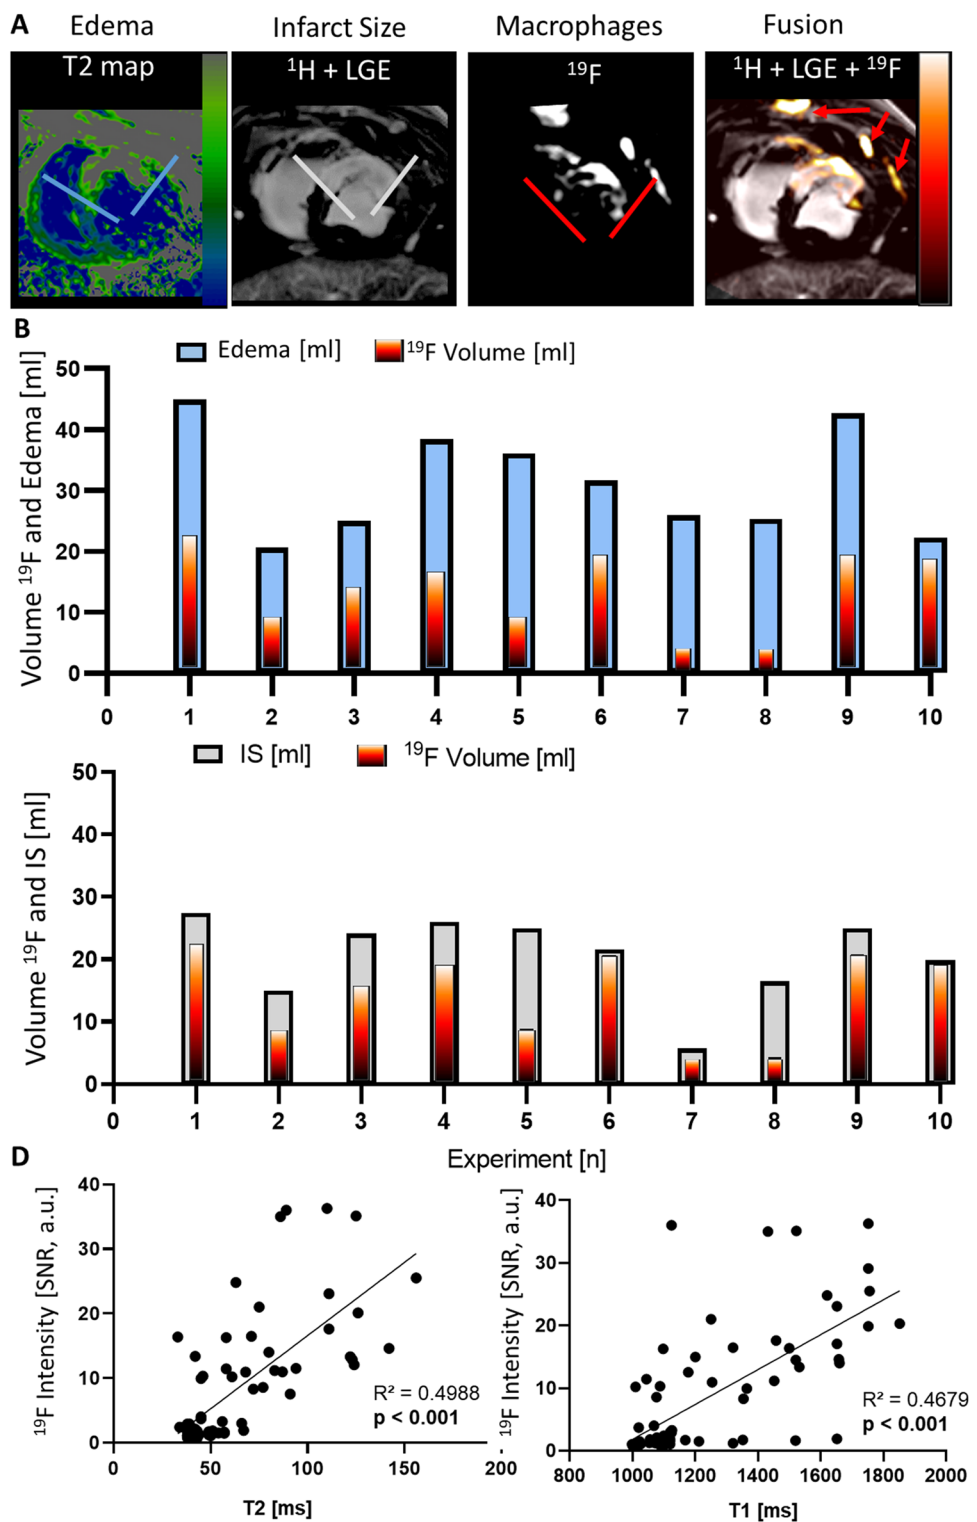 A Edema Infarct Size Macrophages Fusion
T2 map ¹H + LGE ¹⁹F ¹H + LGE + ¹⁹F
B
Edema [ml] ¹⁹F Volume [ml]
Volume ¹⁹F and Edema [ml]
50
40
30
20
10
0
0 1 2 3 4 5 6 7 8 9 10
IS [ml] ¹⁹F Volume [ml]
Volume ¹⁹F and IS [ml]
50
40
30
20
10
0
0 1 2 3 4 5 6 7 8 9 10
Experiment [n]
D
¹⁹F Intensity [SNR, a.u.]
40
30
20
10
0
R² = 0.4988
p < 0.001
50 100 150 200
T2 [ms]
¹⁹F Intensity [SNR, a.u.]
40
30
20
10
0
R² = 0.4679
p < 0.001
800 1000 1200 1400 1600 1800 2000
T1 [ms]